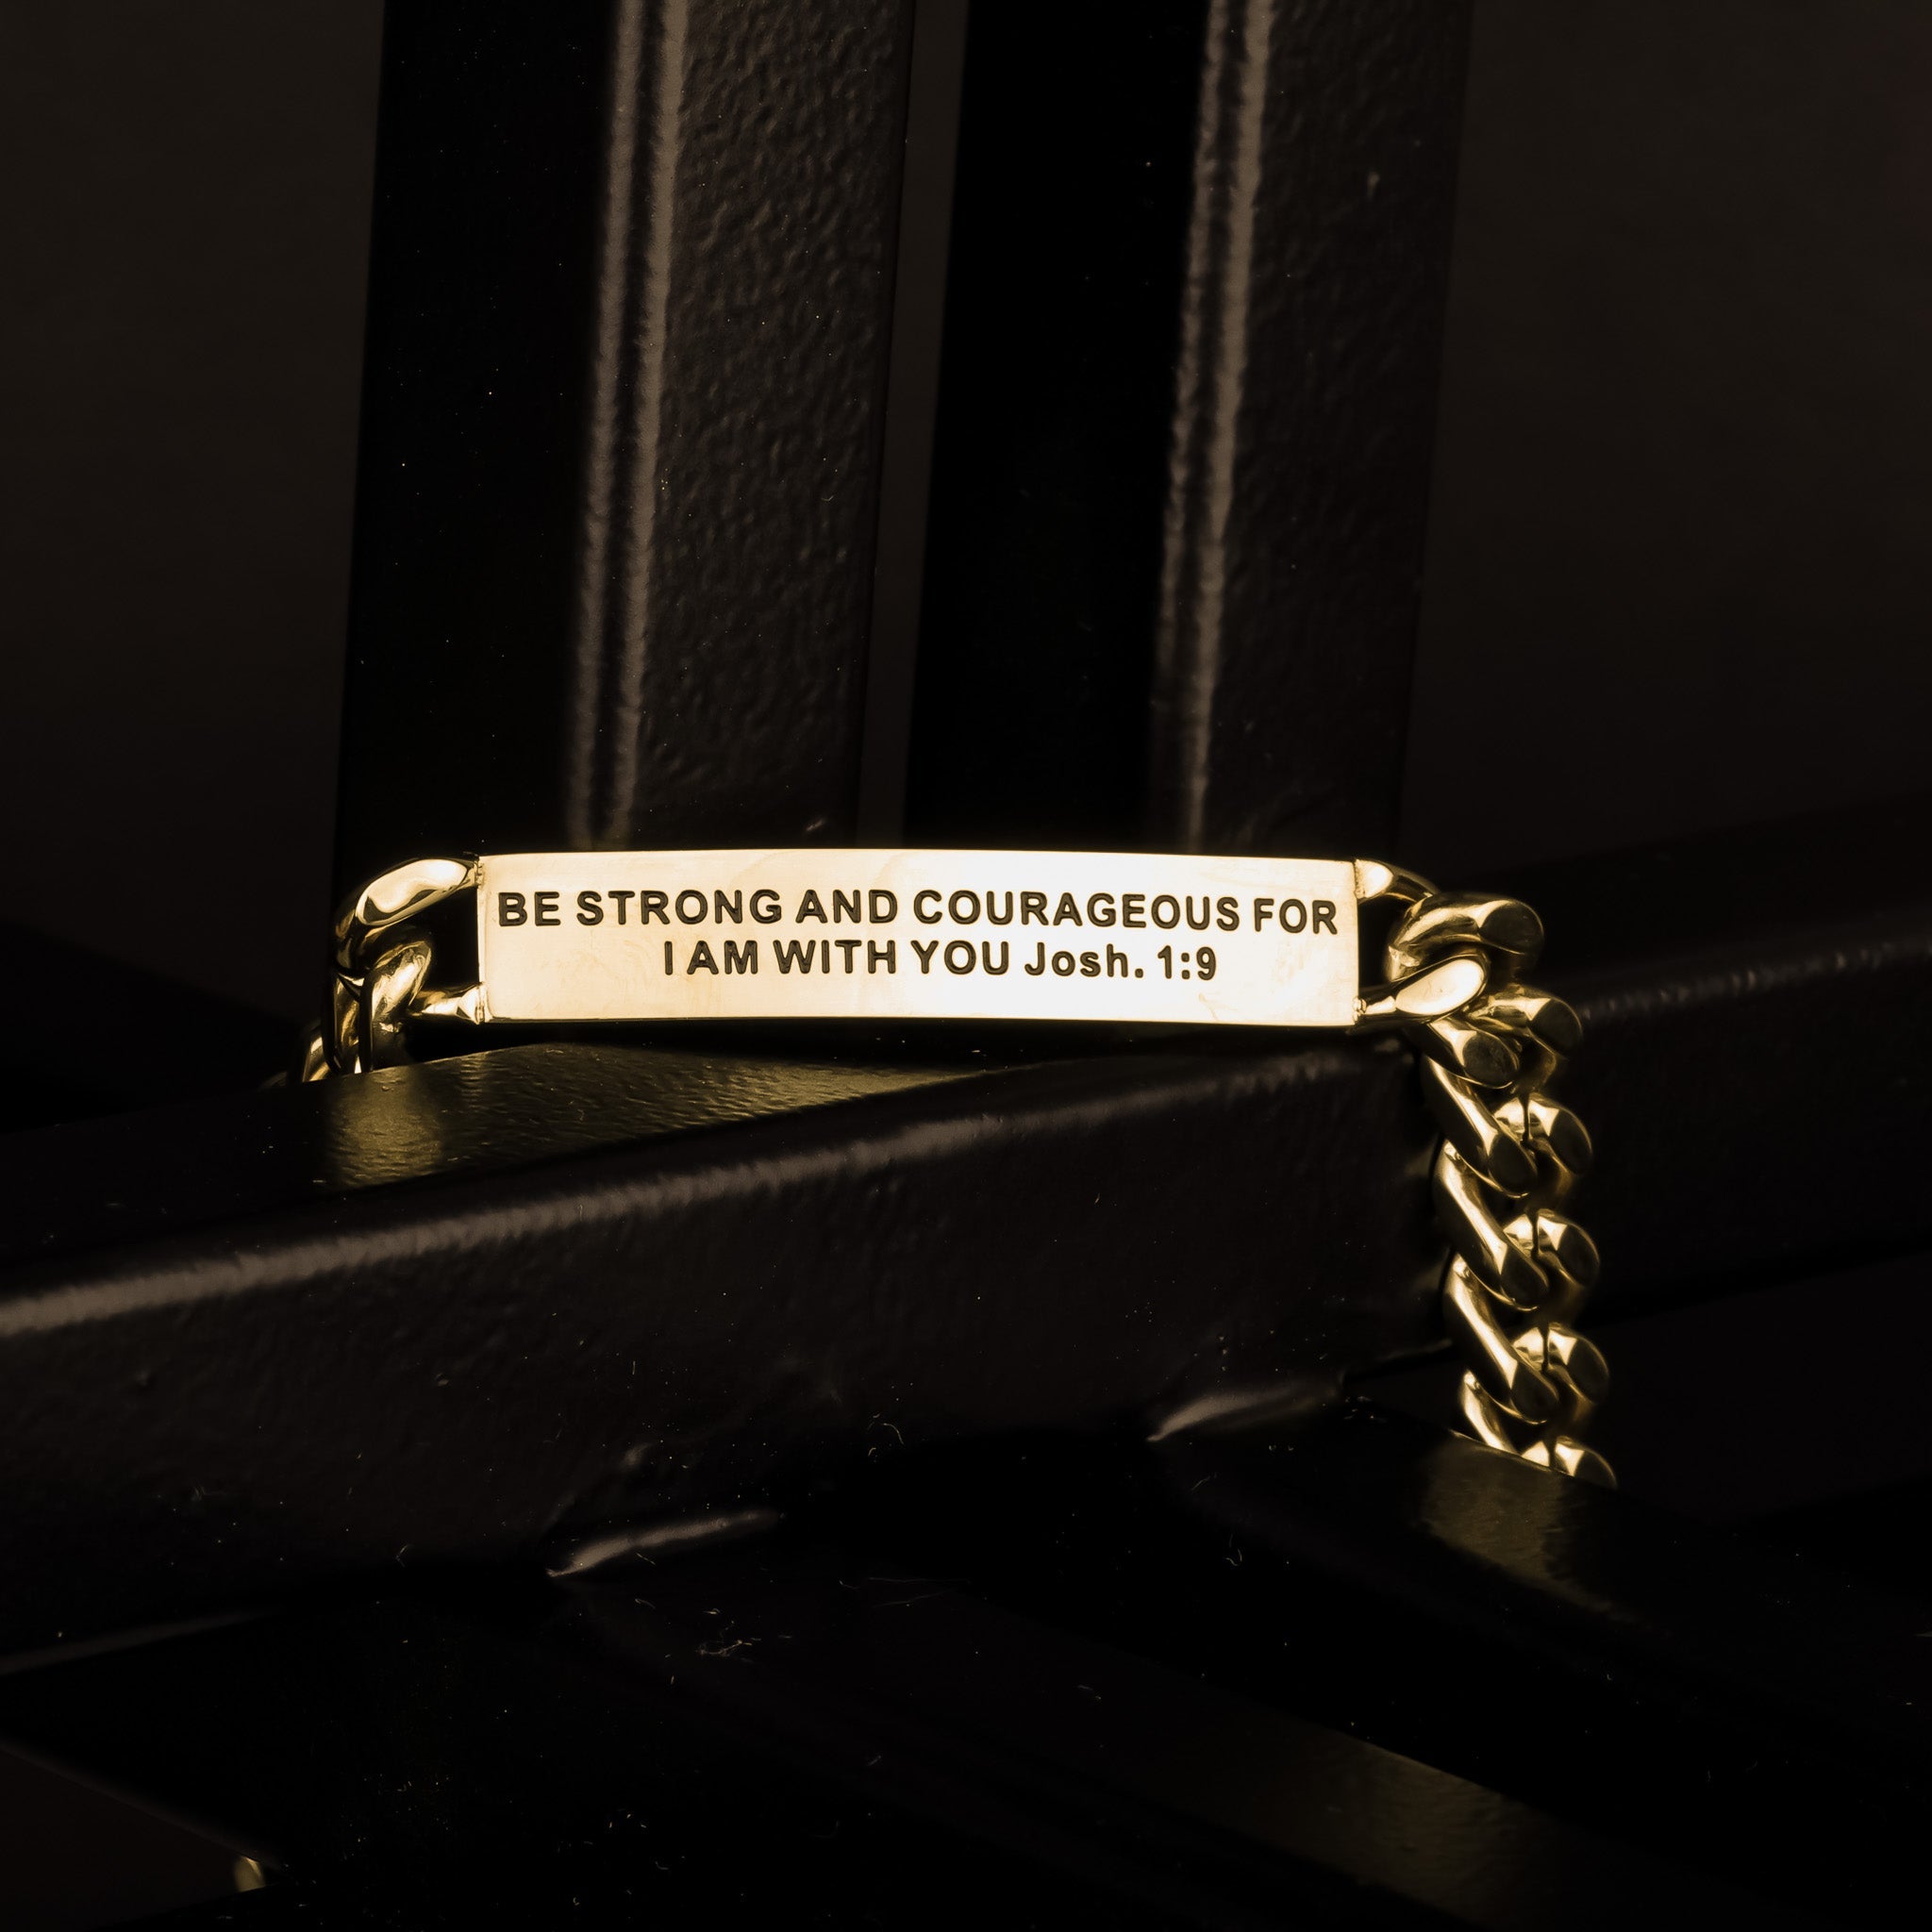 BE STRONG AND COURAGEOUS FOR
I AM WITH YOU Josh. 1:9